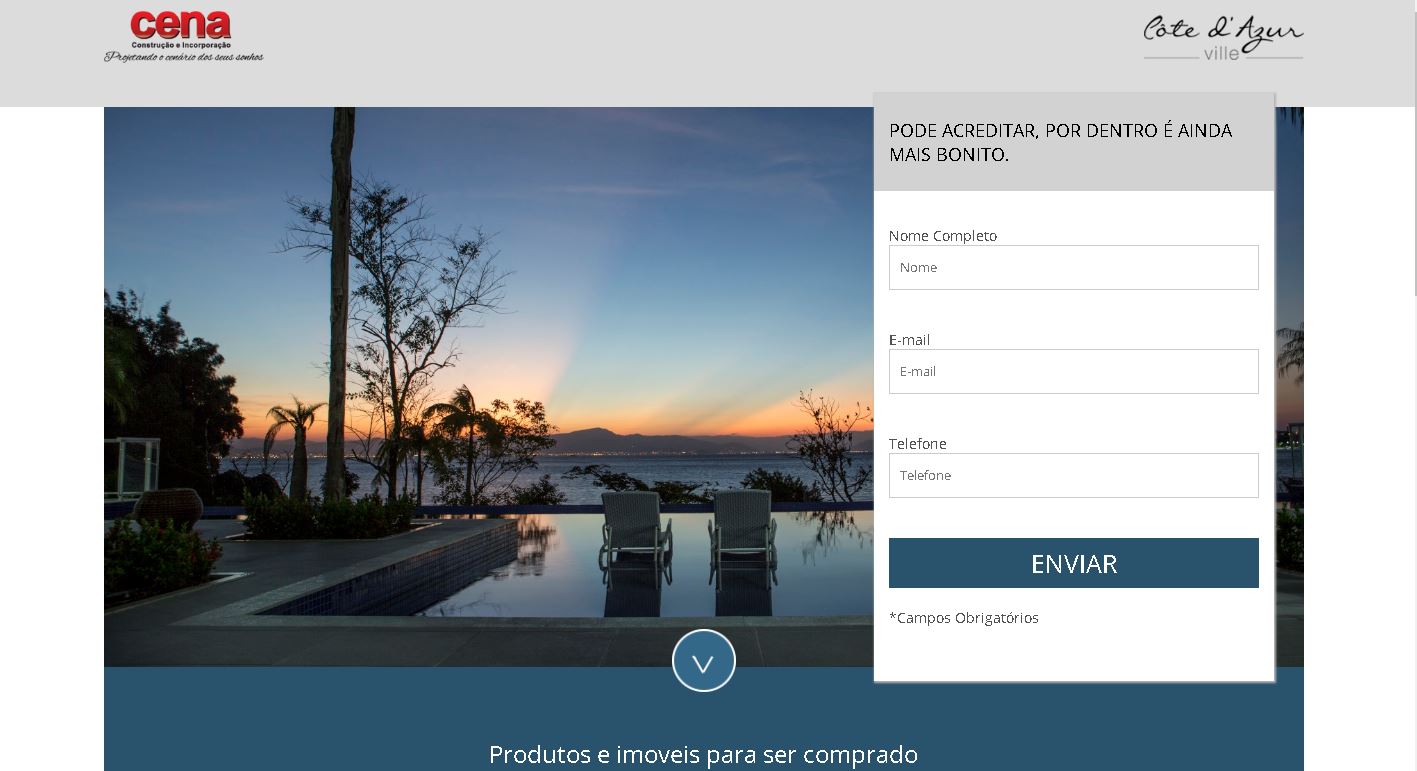 cena
Construção e Incorporação
Projetando o cenário dos seus sonhos
Côte d'Azur
ville
PODE ACREDITAR, POR DENTRO É AINDA
MAIS BONITO.
Nome Completo
Nome
E-mail
E-mail
Telefone
Telefone
ENVIAR
*Campos Obrigatórios
Produtos e imoveis para ser comprado